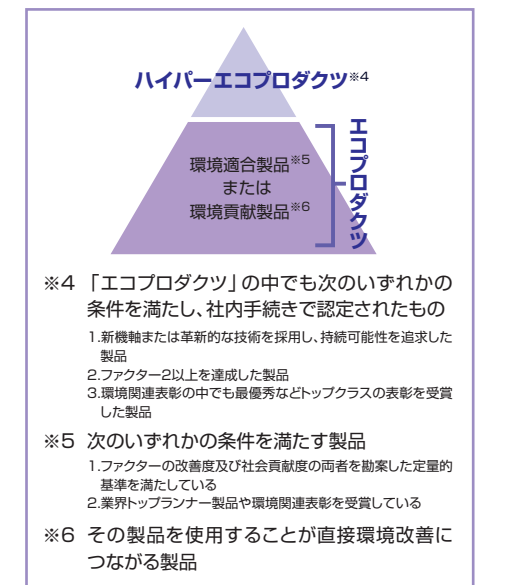 ハイパーエコプロダクツ※4
環境適合製品※5
または
環境貢献製品※6
エコプロダクツ
※4 「エコプロダクツ」の中でも次のいずれかの
条件を満たし、社内手続きで認定されたもの
1.新機軸または革新的な技術を採用し、持続可能性を追求した
製品
2.ファクター2以上を達成した製品
3.環境関連表彰の中でも最優秀などトップクラスの表彰を受賞
した製品
※5 次のいずれかの条件を満たす製品
1.ファクターの改善度及び社会貢献度の両者を勘案した定量的
基準を満たしている
2.業界トップランナー製品や環境関連表彰を受賞している
※6 その製品を使用することが直接環境改善に
つながる製品